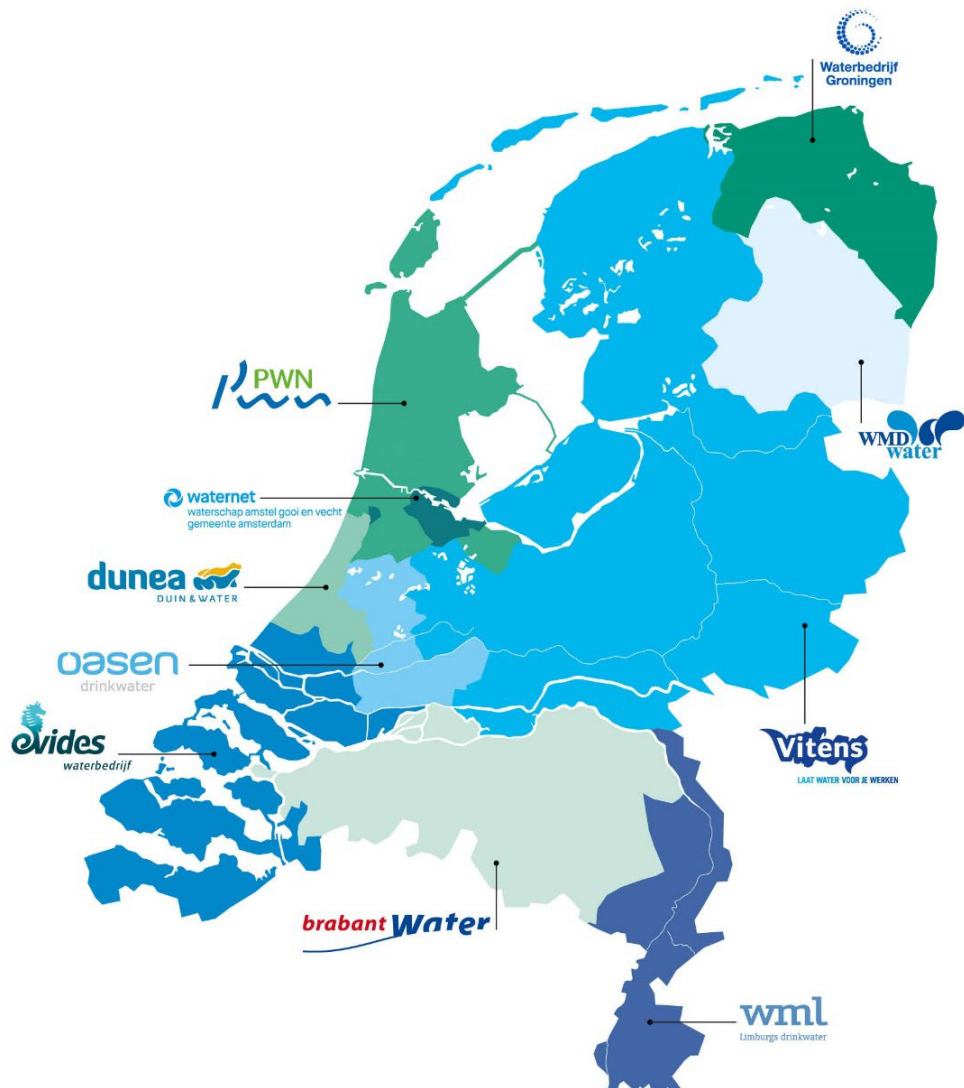 Waterbedrijf
Groningen
PWN
WMD
water
waternet
waterschap amstel gooi en vecht
gemeente amsterdam
dunea
DUIN & WATER
oasen
drinkwater
evides
waterbedrijf
Vitens
LAAT WATER VOOR JE WERKEN
brabant Water
wml
Limburgs drinkwater